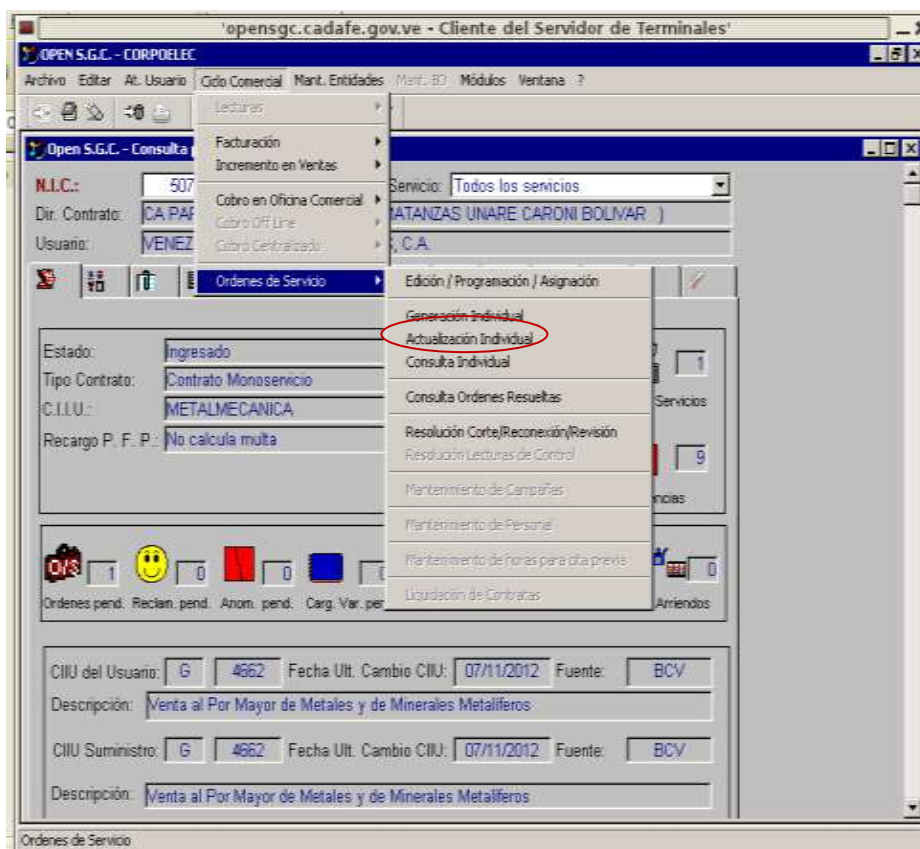 'opensgc.cadafe.gov.ve - Cliente del Servidor de Terminales'
OPEN S.G.C. - CORPOELEC
Archivo Editar At. Usuario Ciclo Comercial Mant. Entidades Mant. BD Módulos Ventana ?
Lecturas
Facturación
Incremento en Ventas
Cobro en Oficina Comercial
Cobro Off Line
Cobro Centralizado
Ordenes de Servicio
Open S.G.C. - Consulta
N.I.C.: 507 Servicio: Todos los servicios
Dir. Contrato: CA PAR MATANZAS UNARE CARONI BOLIVAR )
Usuario: VENEZ , C.A.
Edición / Programación / Asignación
Generación Individual
Actualización Individual
Consulta Individual
Consulta Ordenes Resueltas
Resolución Corte/Reconexión/Revisión
Resolución Lecturas de Control
Mantenimiento de Campañas
Mantenimiento de Personal
Mantenimiento de horas para cita previa
Liquidación de Contratas
Estado: Ingresado
Tipo Contrato: Contrato Monoservicio
C.I.I.U.: METALMECANICA
Recargo P. F. P.: No calcula multa
1
Servicios
9
O/S 1 0 0 0
Ordenes pend. Reclam. pend. Anom. pend. Carg. Var. Arriendos
CIIU del Usuario: G 4662 Fecha Ult. Cambio CIIU: 07/11/2012 Fuente: BCV
Descripción: Venta al Por Mayor de Metales y de Minerales Metalíferos
CIIU Suministro: G 4662 Fecha Ult. Cambio CIIU: 07/11/2012 Fuente: BCV
Descripción: Venta al Por Mayor de Metales y de Minerales Metalíferos
Ordenes de Servicio